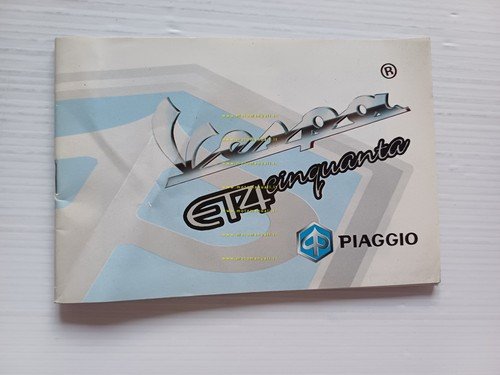 ®
Vespa
ET4 cinquanta
PIAGGIO